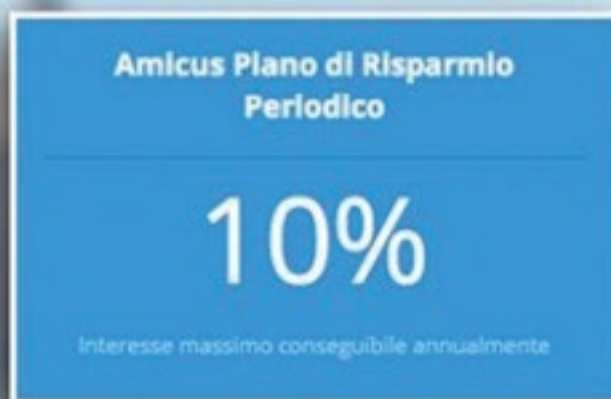 Amicus Piano di Risparmio
Periodico
10%
Interesse massimo conseguibile annualmente